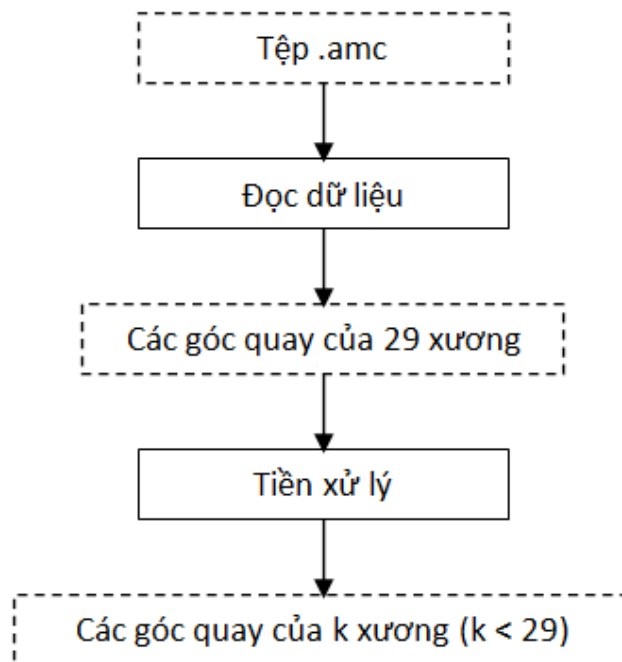 Tệp .amc
Đọc dữ liệu
Các góc quay của 29 xương
Tiền xử lý
Các góc quay của k xương (k < 29)